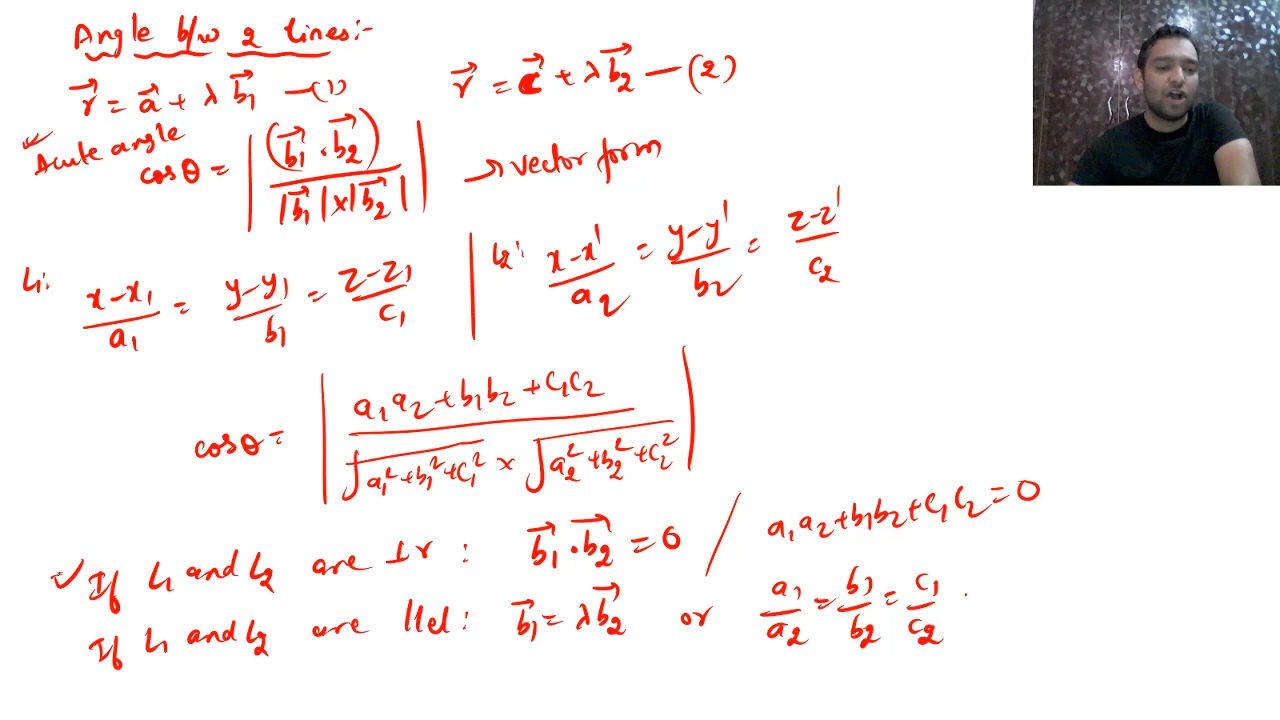 Angle b/w 2 lines:-
r⃗ = a⃗ + λ b⃗₁ —(1)    r⃗ = c⃗ + λ b⃗₂ —(2)
Acute angle
cosθ = | (b⃗₁ · b⃗₂) / |b⃗₁| × |b⃗₂| | → vector form
L₁: (x-x₁)/a₁ = (y-y₁)/b₁ = (z-z₁)/c₁ | L₂: (x-x')/a₂ = (y-y')/b₂ = (z-z')/c₂
cosθ = | (a₁a₂+b₁b₂+c₁c₂) / √(a₁²+b₁²+c₁²) × √(a₂²+b₂²+c₂²) |
✓ If L₁ and L₂ are ⊥r : b⃗₁ · b⃗₂ = 0 / a₁a₂+b₁b₂+c₁c₂=0
If L₁ and L₂ are ||el : b⃗₁ = λb⃗₂ or a₁/a₂ = b₁/b₂ = c₁/c₂ .